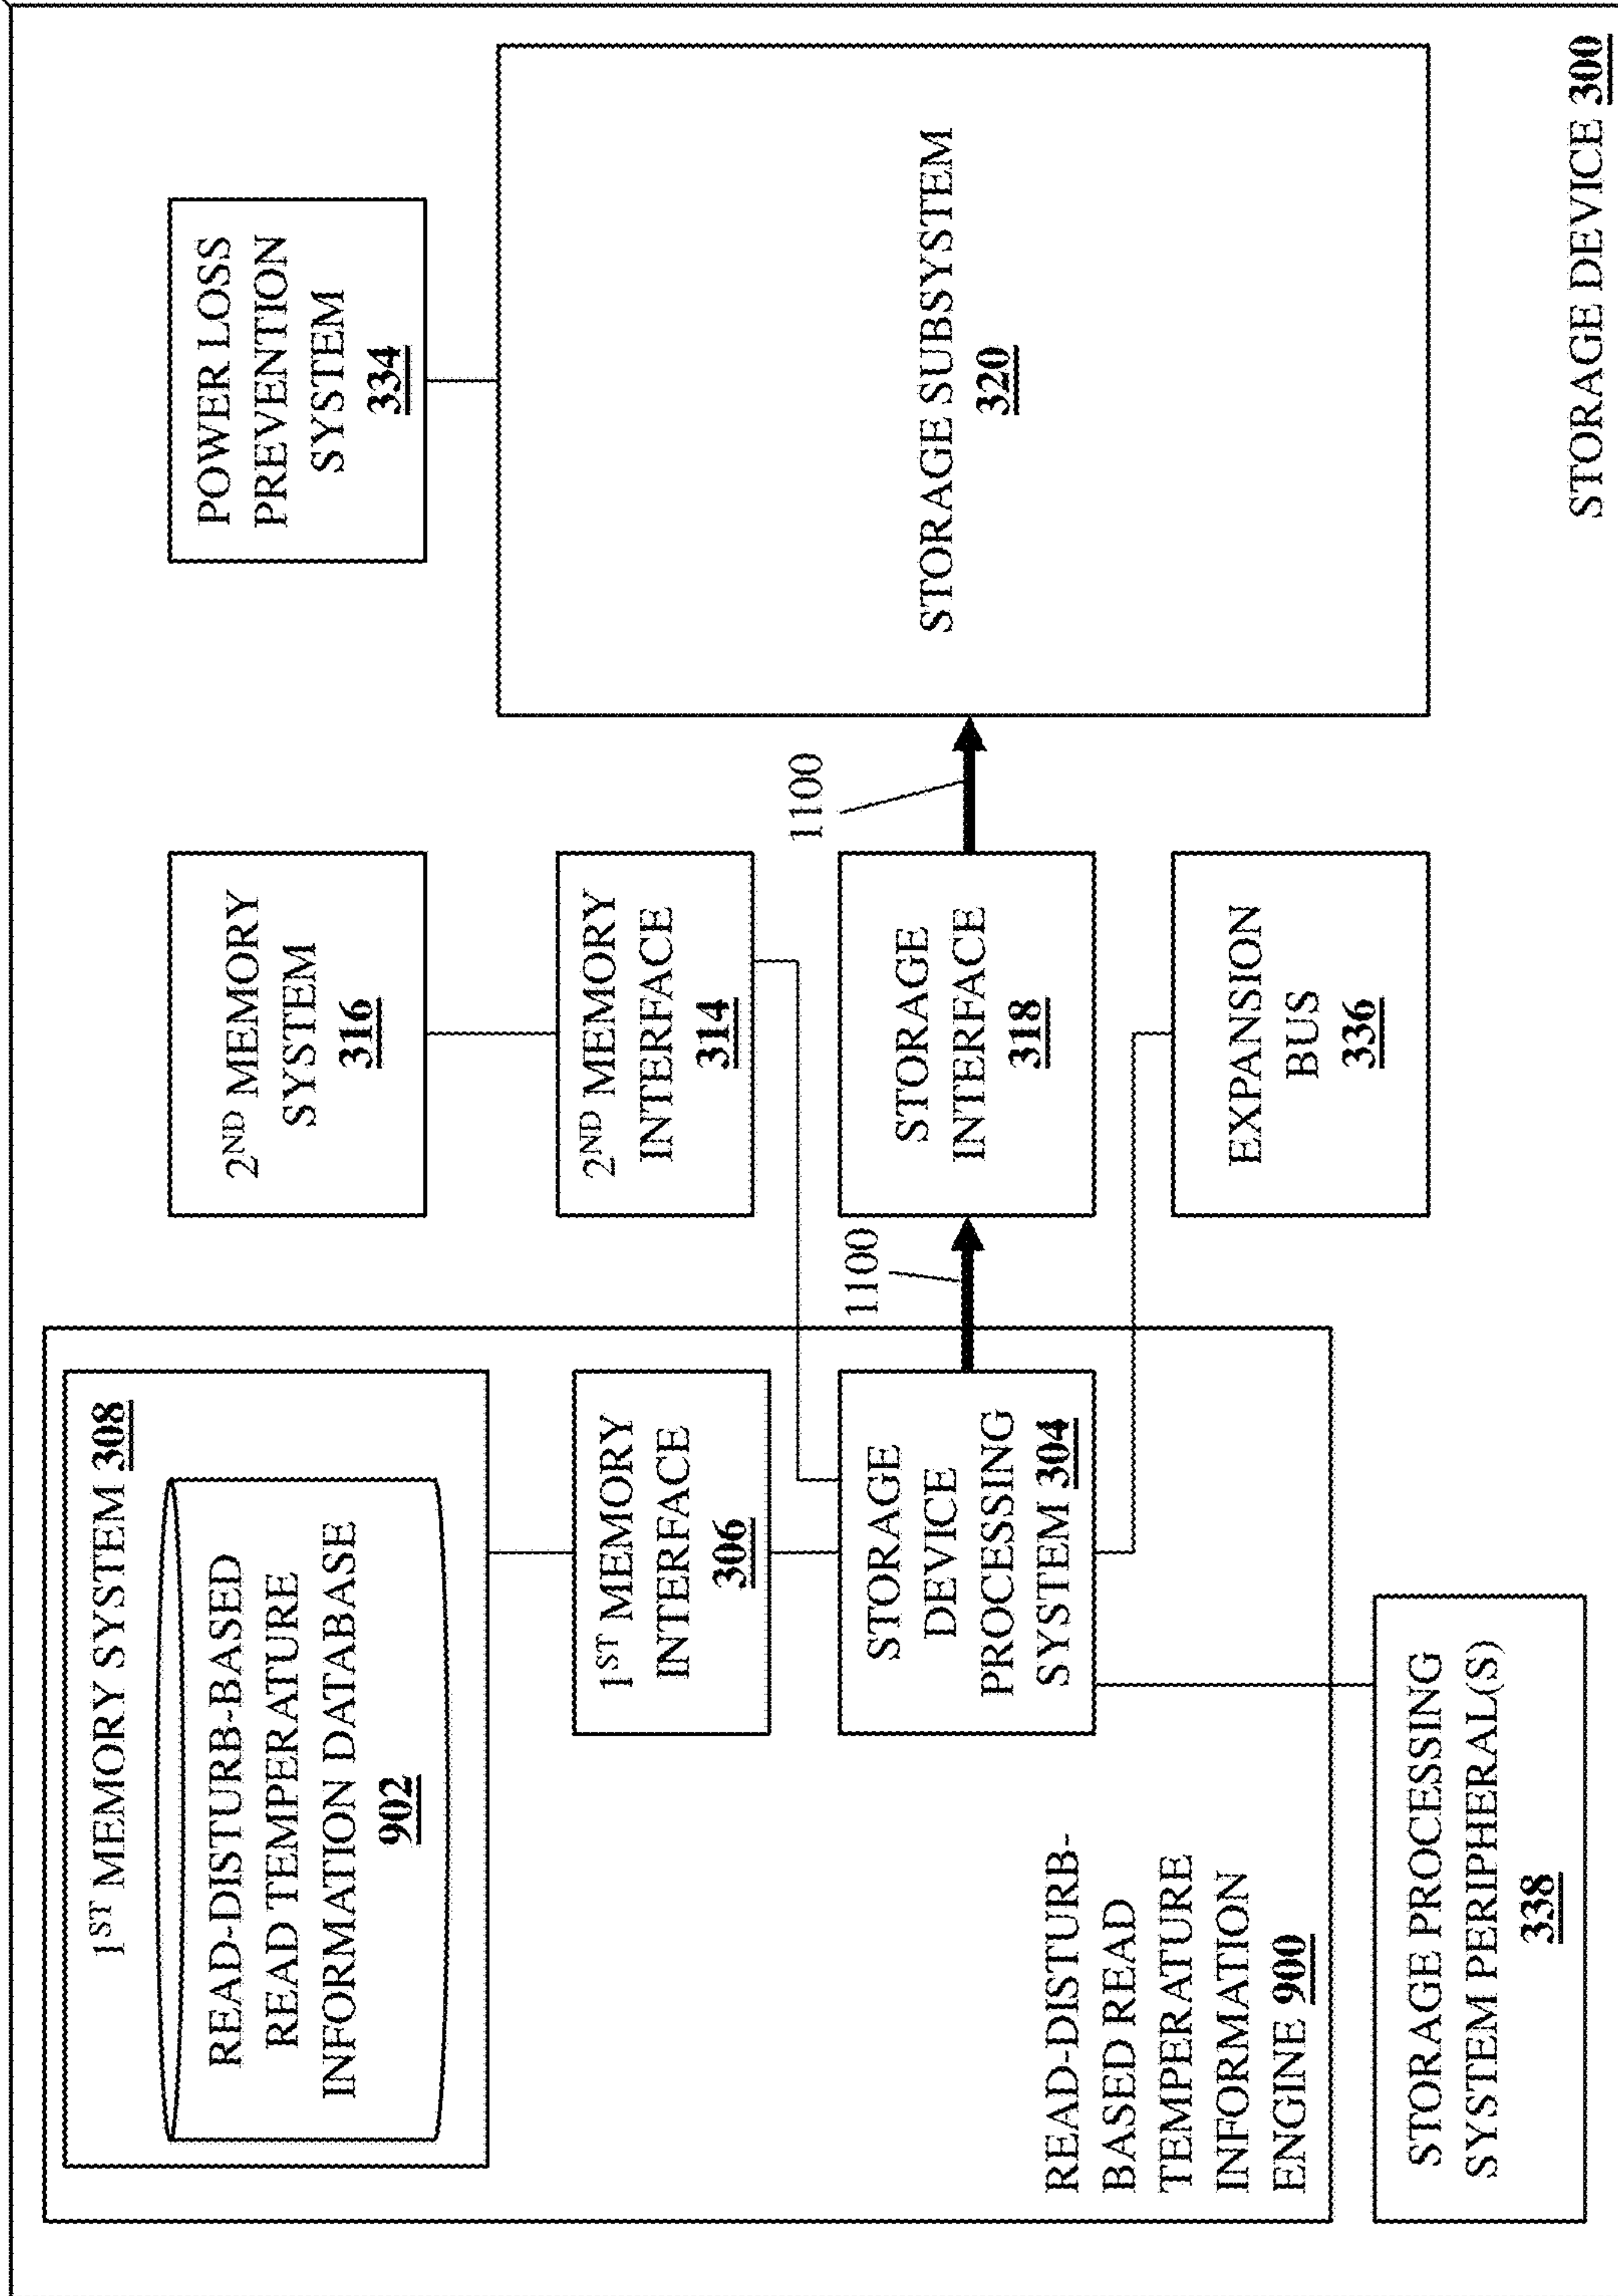 1ST MEMORY SYSTEM 308
READ-DISTURB-BASED
READ TEMPERATURE
INFORMATION DATABASE
902
1ST MEMORY
INTERFACE
306
STORAGE
DEVICE
PROCESSING
SYSTEM 304
READ-DISTURB-
BASED READ
TEMPERATURE
INFORMATION
ENGINE 900
STORAGE PROCESSING
SYSTEM PERIPHERAL(S)
338
1100
2ND MEMORY
SYSTEM
316
2ND MEMORY
INTERFACE
314
STORAGE
INTERFACE
318
EXPANSION
BUS
336
1100
POWER LOSS
PREVENTION
SYSTEM
334
STORAGE SUBSYSTEM
320
STORAGE DEVICE 300